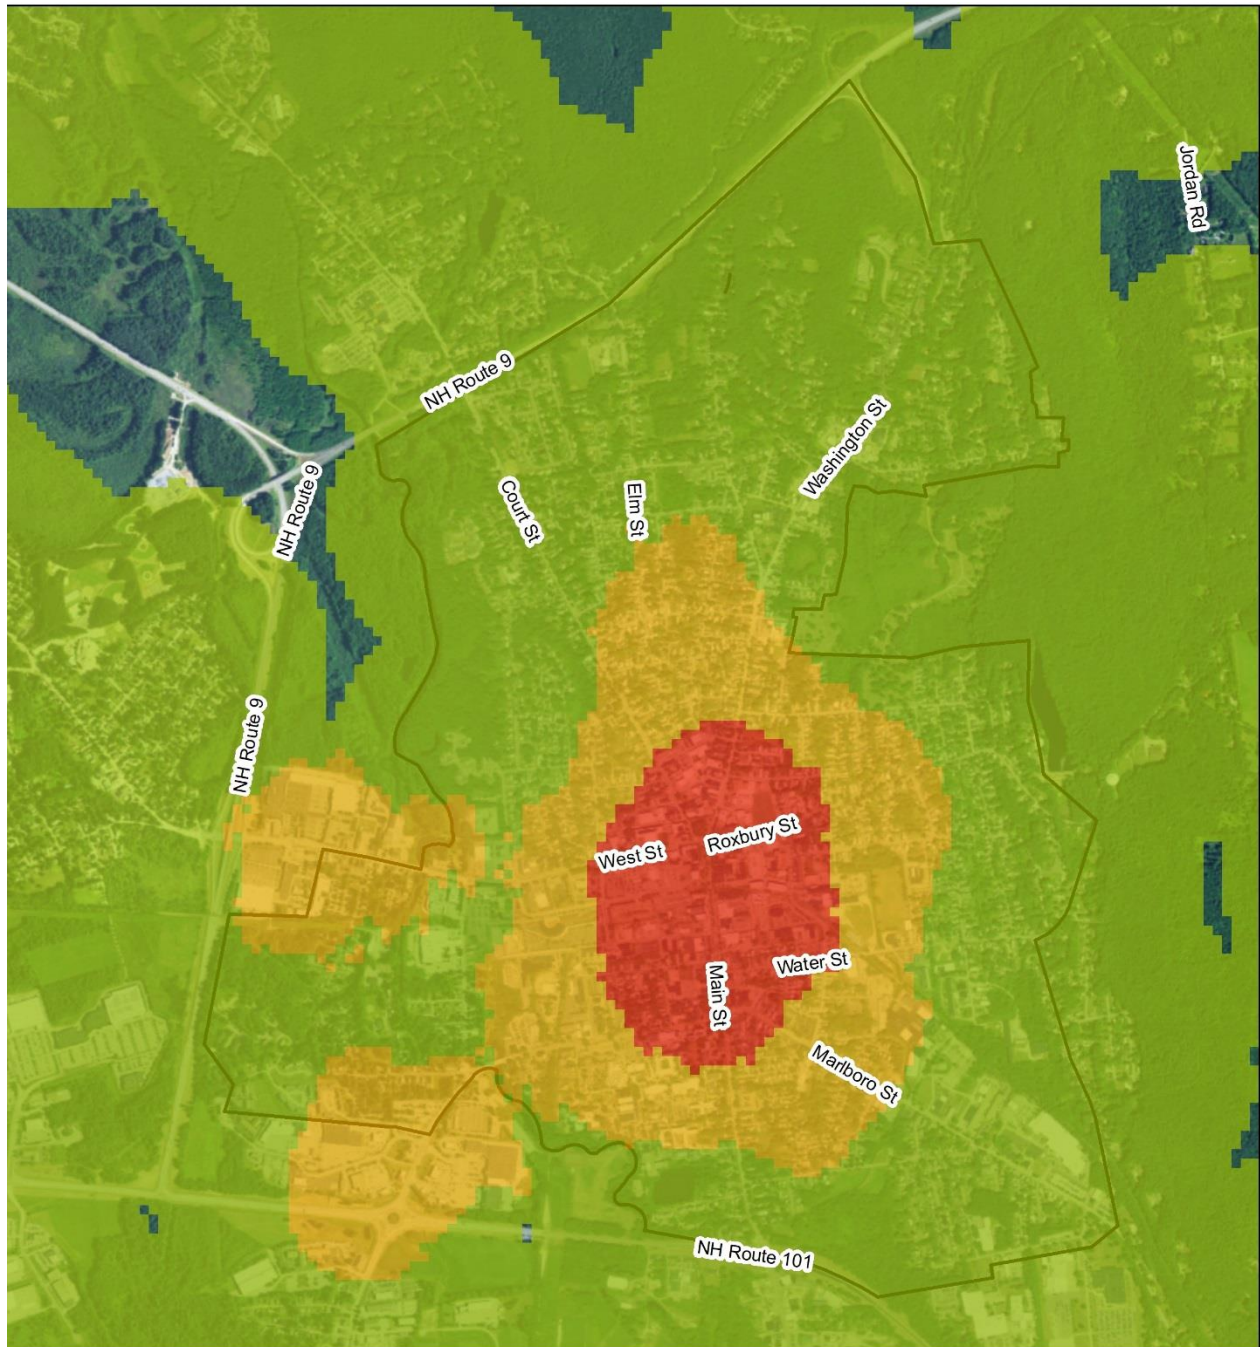 Jordan Rd
NH Route 9
Washington St
Court St
Elm St
NH Route 9
NH Route 9
Roxbury St
West St
Water St
Main St
Marlboro St
NH Route 101